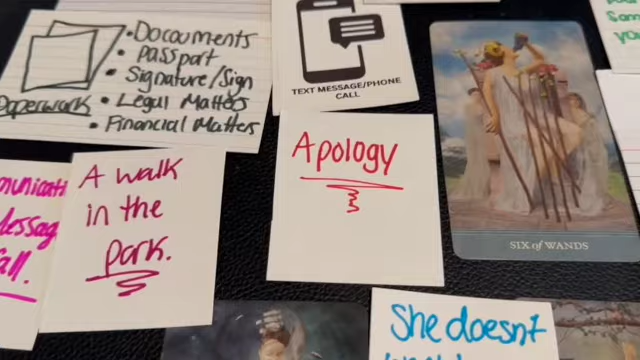 • Documents
• Passport
• Signature/Sign
Paperwork • Legal Matters
• Financial Matters
TEXT MESSAGE/PHONE
CALL
you
SIX of WANDS
Apology
A walk
in the
park.
She doesn't